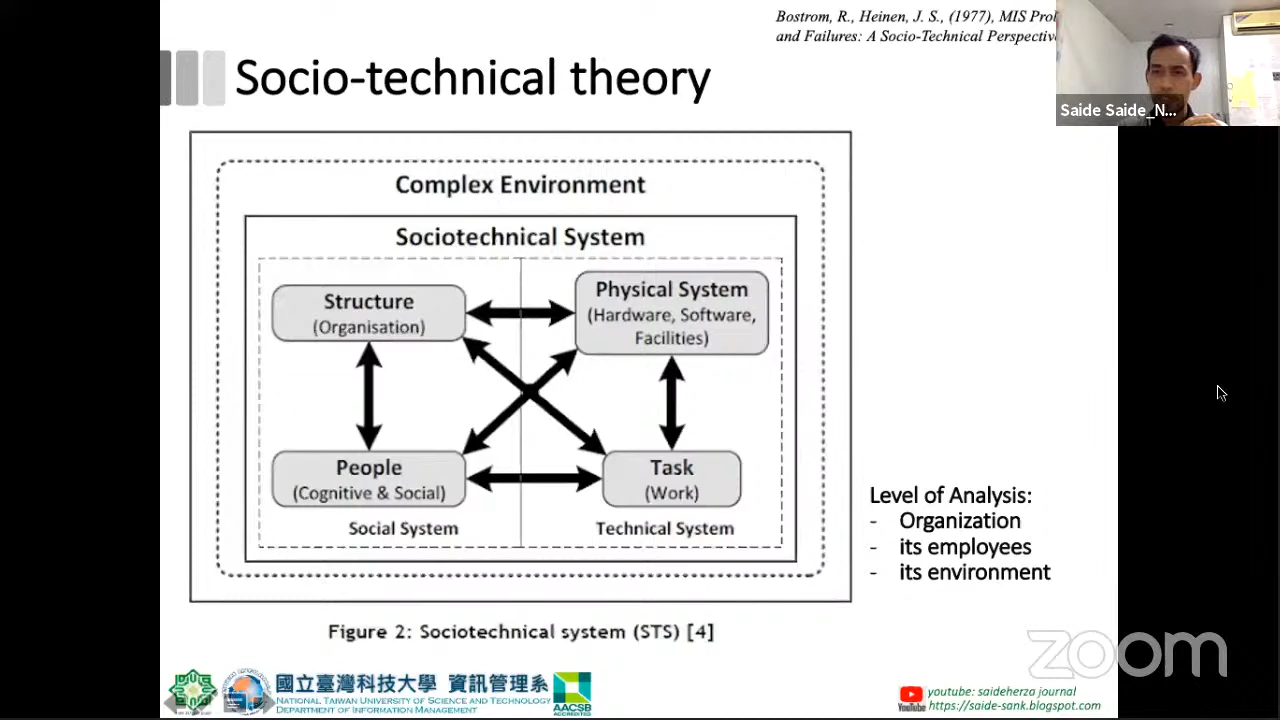 Bostrom, R., Heinen, J. S., (1977), MIS
and Failures: A Socio-Technical
Socio-technical theory
Saide Saide_N...
Complex Environment
Sociotechnical System
Structure
(Organisation)
Physical System
(Hardware, Software,
Facilities)
People
(Cognitive & Social)
Task
(Work)
Social System
Technical System
Level of Analysis:
- Organization
- its employees
- its environment
Figure 2: Sociotechnical system (STS) [4]
zoom
國立臺灣科技大學 資訊管理系
NATIONAL TAIWAN UNIVERSITY OF SCIENCE AND TECHNOLOGY
DEPARTMENT OF INFORMATION MANAGEMENT
AACSB
ACCREDITED
YouTube
youtube: saideherza journal
https://saide-sank.blogspot.com